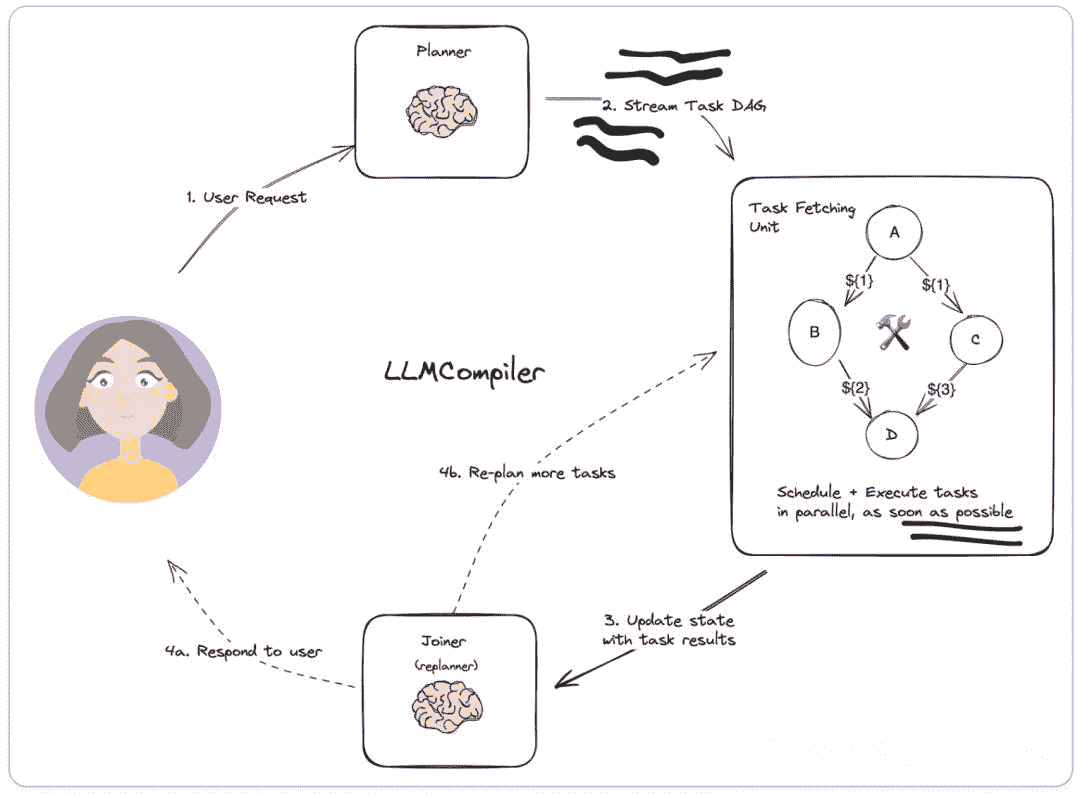 Planner
2. Stream Task DAG
1. User Request
Task Fetching
Unit
A
${1}
${1}
B
C
${2}
${3}
D
Schedule + Execute tasks
in parallel, as soon as possible
LLMCompiler
4b. Re-plan more tasks
3. Update state
with task results
4a. Respond to user
Joiner
(replanner)